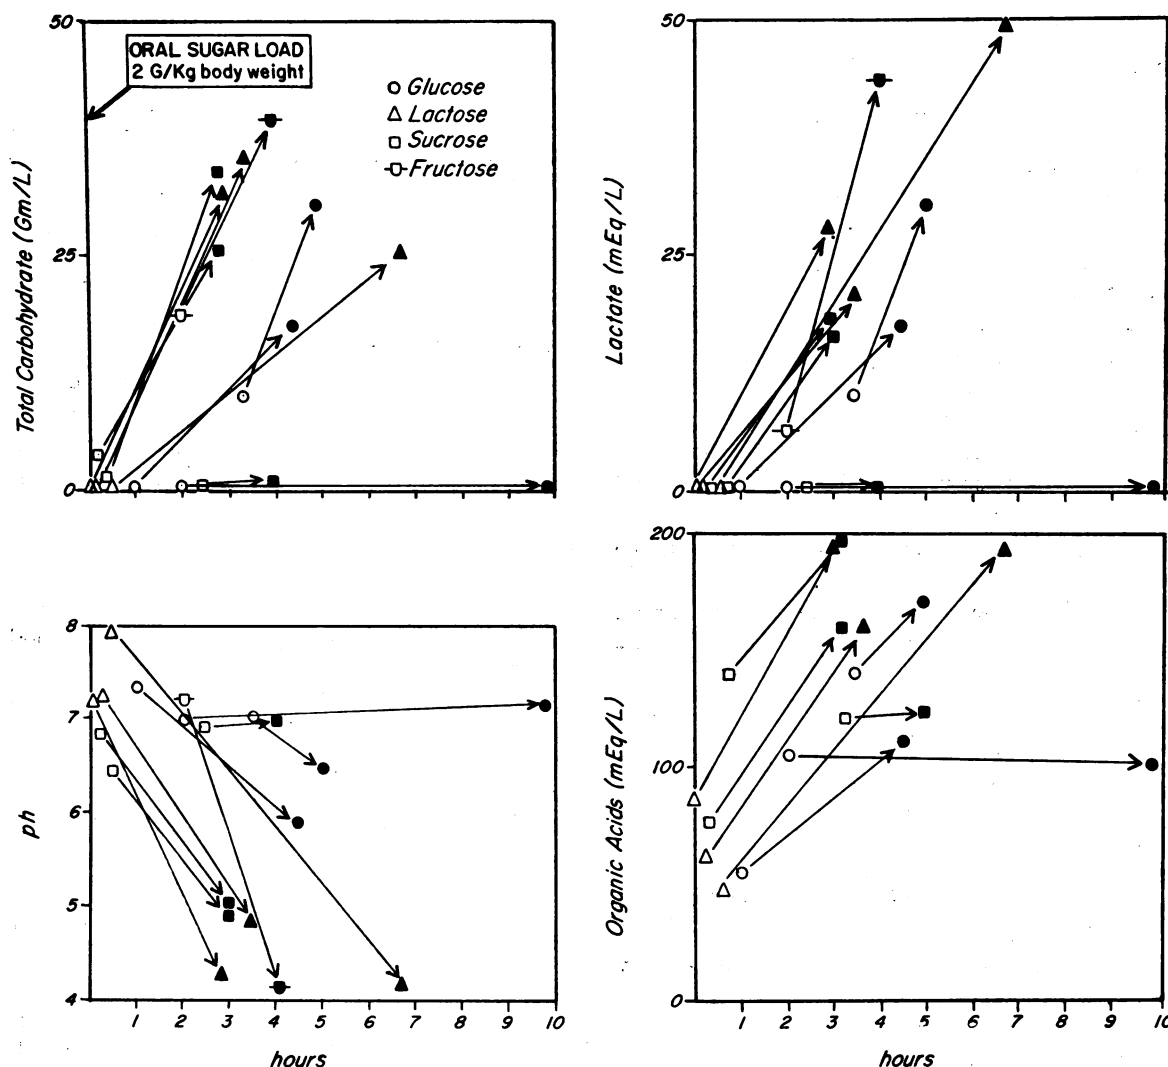 50
25
0
Total Carbohydrate (Gm/L)
ORAL SUGAR LOAD
2 G/Kg body weight
Glucose
Lactose
Sucrose
Fructose
50
25
0
Lactate (mEq/L)
8
7
6
5
4
ph
1 2 3 4 5 6 7 8 9 10
hours
200
100
0
Organic Acids (mEq/L)
1 2 3 4 5 6 7 8 9 10
hours